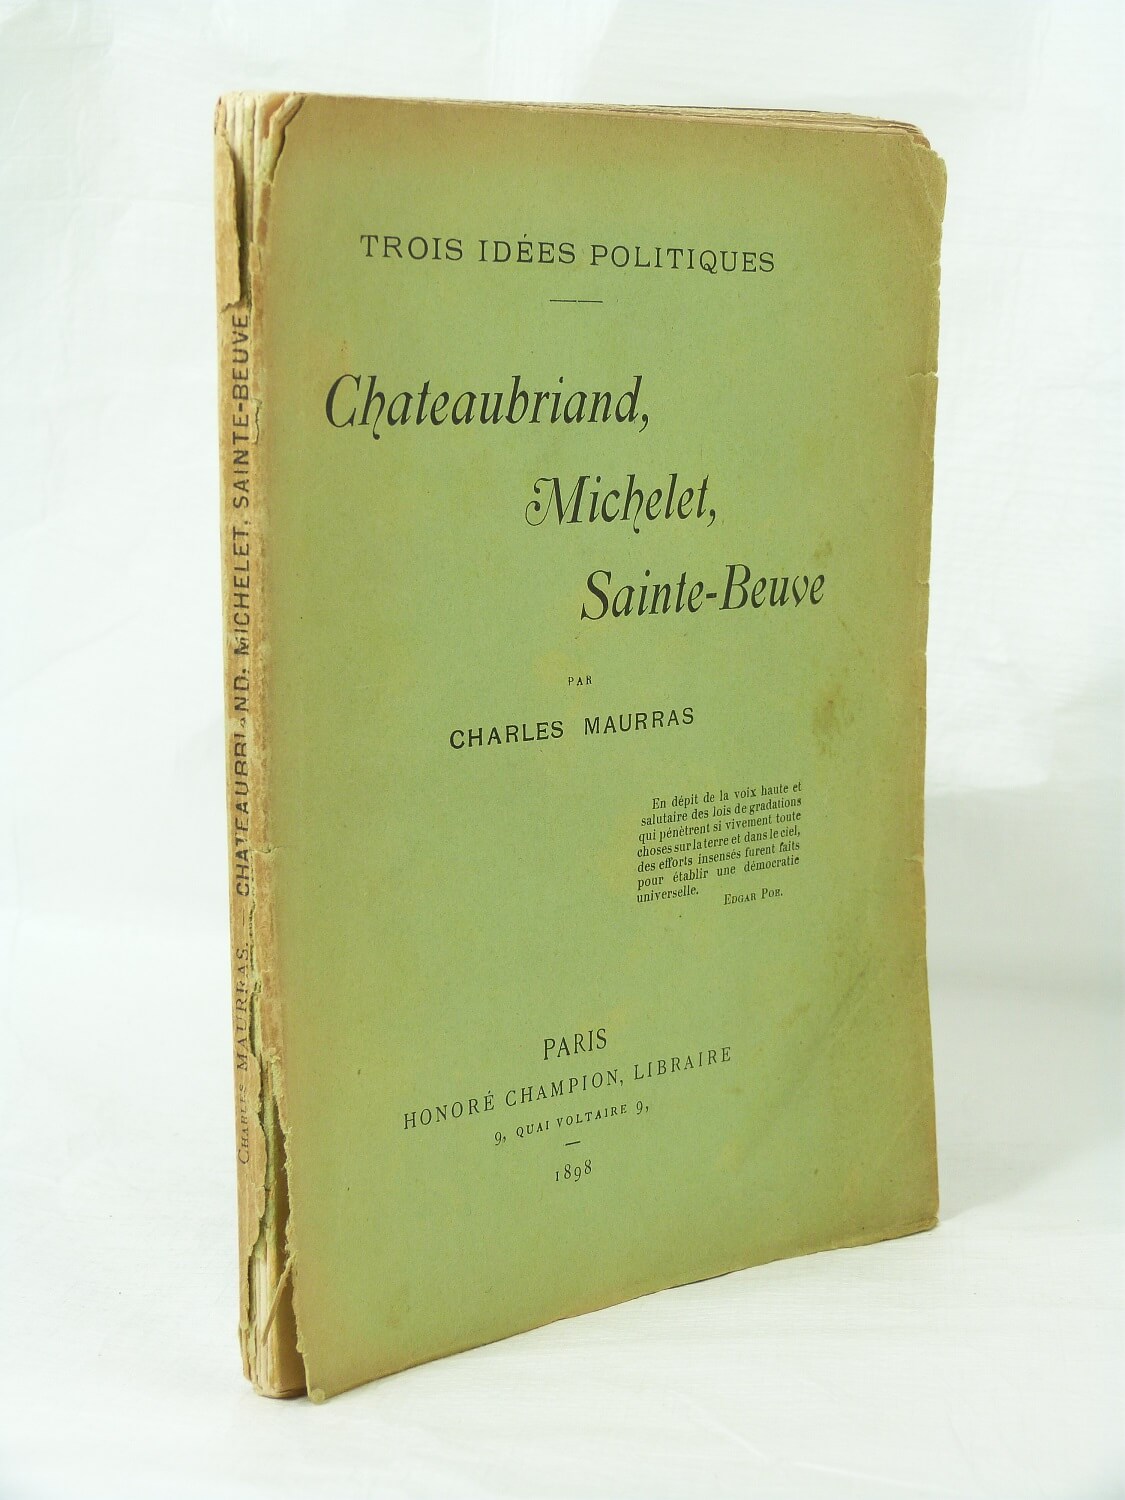 TROIS IDÉES POLITIQUES
Chateaubriand,
Michelet,
Sainte-Beuve
PAR
CHARLES MAURRAS
En dépit de la voix haute et
salutaire des lois de gradations
qui pénètrent si vivement toute
choses sur la terre et dans le ciel,
des efforts insensés furent faits
pour établir une démocratie
universelle.
EDGAR POE.
PARIS
HONORÉ CHAMPION, LIBRAIRE
9, QUAI VOLTAIRE 9,
1898
CHARLES MAURRAS. — CHATEAUBRIAND, MICHELET, SAINTE-BEUVE